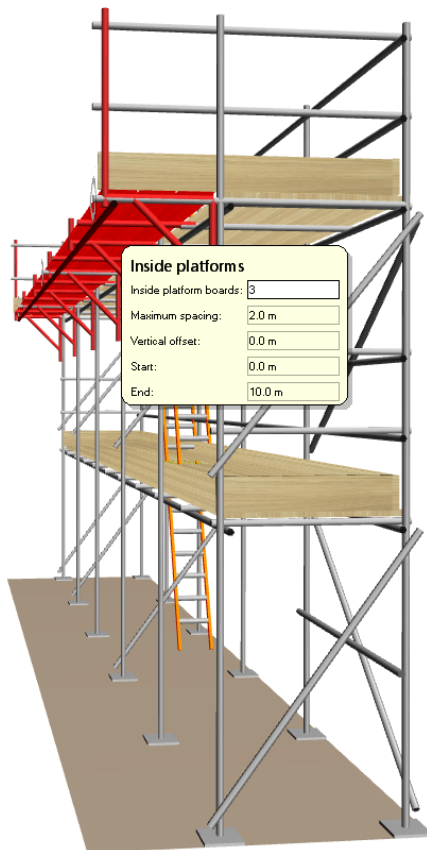 Inside platforms
Inside platform boards: 3
Maximum spacing: 2.0 m
Vertical offset: 0.0 m
Start: 0.0 m
End: 10.0 m